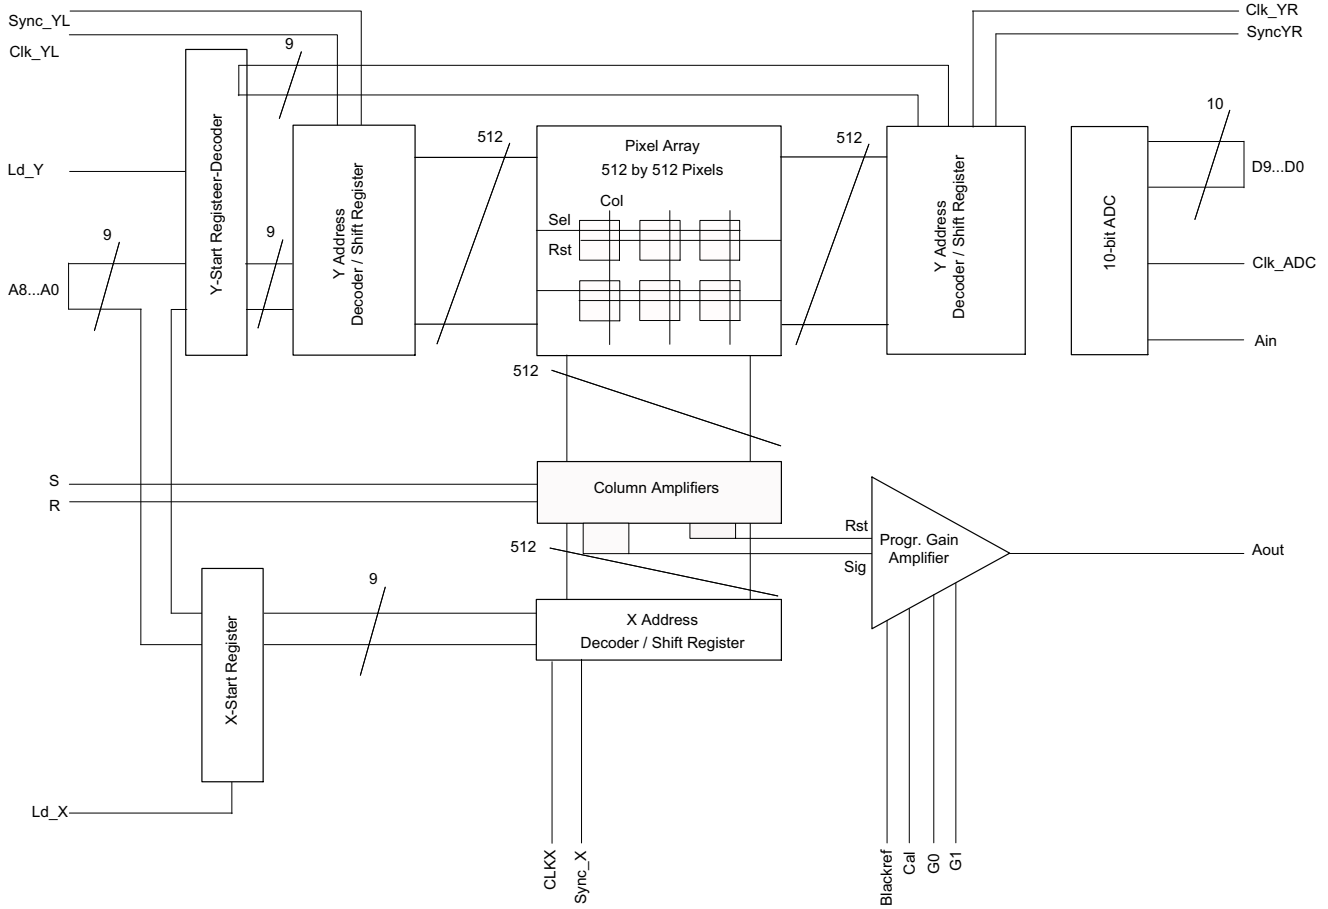 Sync_YL
Clk_YL
Clk_YR
SyncYR
9
Y-Start Registeer-Decoder
Ld_Y
A8...A0
9
9
Y Address
Decoder / Shift Register
512
Pixel Array
512 by 512 Pixels
Col
Sel
Rst
512
Y Address
Decoder / Shift Register
10-bit ADC
10
D9...D0
Clk_ADC
Ain
512
S
R
Column Amplifiers
512
Rst
Sig
Progr. Gain
Amplifier
Aout
9
X-Start Register
X Address
Decoder / Shift Register
Ld_X
CLKX
Sync_X
Blackref
Cal
G0
G1